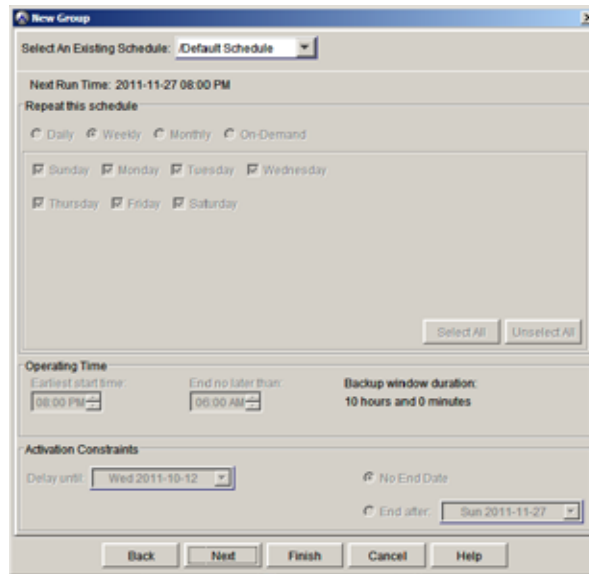 New Group
Select An Existing Schedule: /Default Schedule
Next Run Time: 2011-11-27 08:00 PM
Repeat this schedule
Daily Weekly Monthly On-Demand
Sunday Monday Tuesday Wednesday
Thursday Friday Saturday
Select All Unselect All
Operating Time
Earliest start time: End no later than: Backup window duration:
08:00 PM 06:00 AM 10 hours and 0 minutes
Activation Constraints
Delay until: Wed 2011-10-12 No End Date
End after: Sun 2011-11-27
Back Next Finish Cancel Help